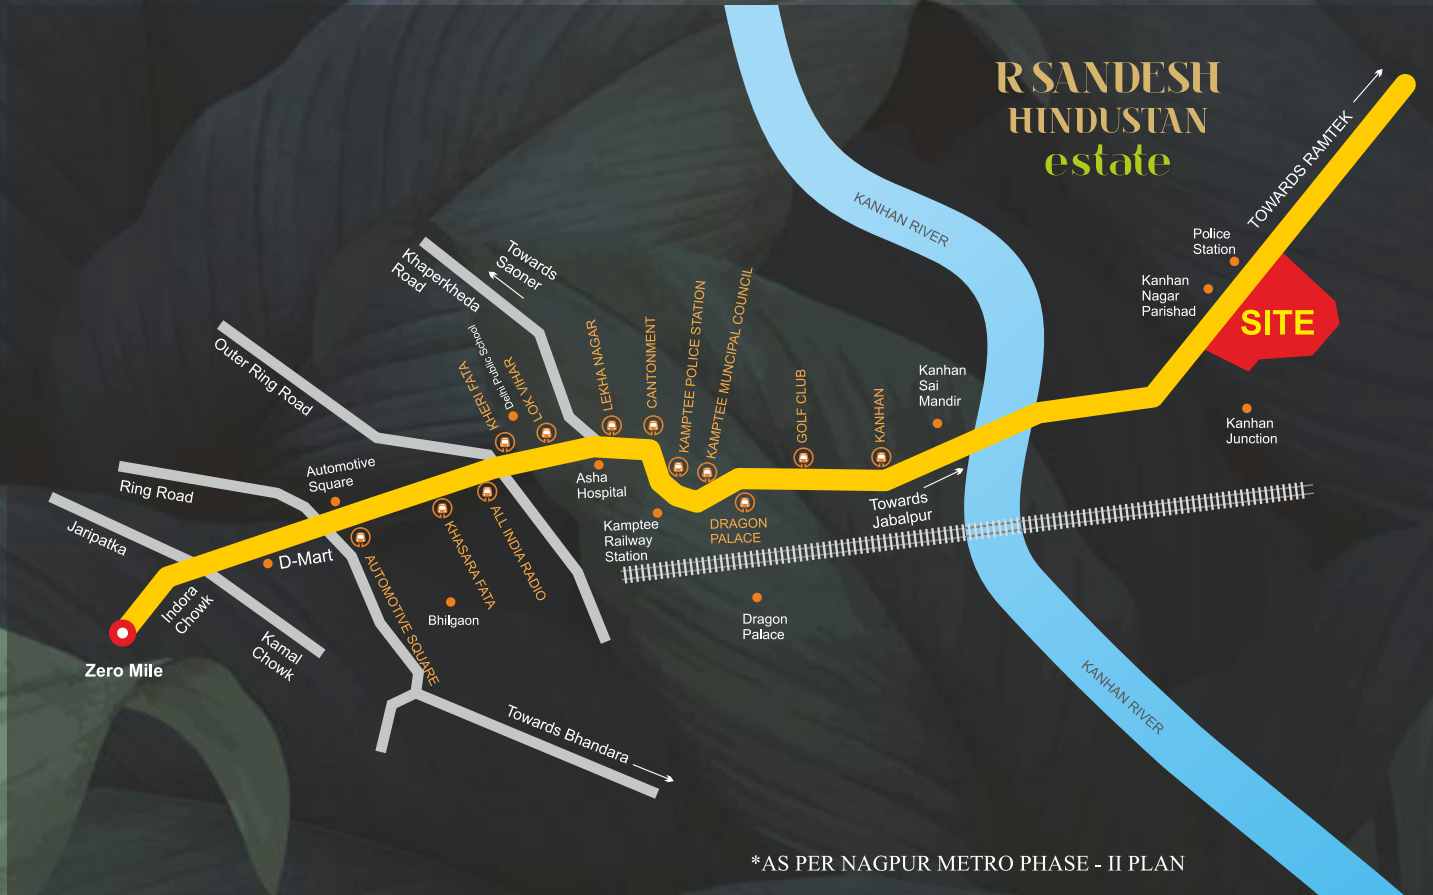 R SANDESH
HINDUSTAN
estate
TOWARDS RAMTEK
KANHAN RIVER
Police
Station
Kanhan
Nagar
Parishad
SITE
Kanhan
Junction
Towards
Saoner
Khaperkheda
Road
Outer Ring Road
Delhi Public School
KHERI FATA
LOK VIHAR
LEKHA NAGAR
CANTONMENT
KAMPTEE POLICE STATION
KAMPTEE MUNCIPAL COUNCIL
GOLF CLUB
KANHAN
Kanhan
Sai
Mandir
Automotive
Square
Ring Road
Jaripatka
Asha
Hospital
Kamptee
Railway
Station
DRAGON
PALACE
Towards
Jabalpur
D-Mart
AUTOMOTIVE SQUARE
KHASARA FATA
ALL INDIA RADIO
Bhilgaon
Dragon
Palace
Indora
Chowk
Kamal
Chowk
Zero Mile
Towards Bhandara
KANHAN RIVER
*AS PER NAGPUR METRO PHASE - II PLAN